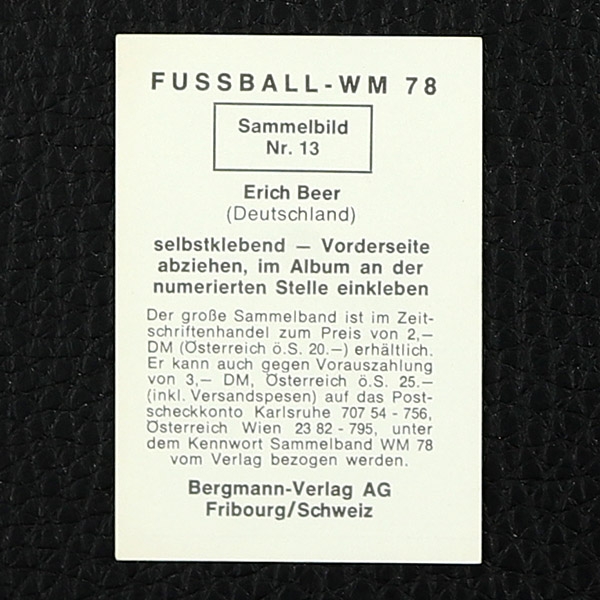 FUSSBALL-WM 78
Sammelbild
Nr. 13
Erich Beer
(Deutschland)
selbstklebend — Vorderseite
abziehen, im Album an der
numerierten Stelle einkleben
Der große Sammelband ist im Zeit-
schriftenhandel zum Preis von 2,—
DM (Österreich ö.S. 20.—) erhältlich.
Er kann auch gegen Vorauszahlung
von 3,— DM, Österreich ö.S. 25.—
(inkl. Versandspesen) auf das Post-
scheckkonto Karlsruhe 707 54 - 756,
Österreich Wien 23 82 - 795, unter
dem Kennwort Sammelband WM 78
vom Verlag bezogen werden.
Bergmann-Verlag AG
Fribourg/Schweiz